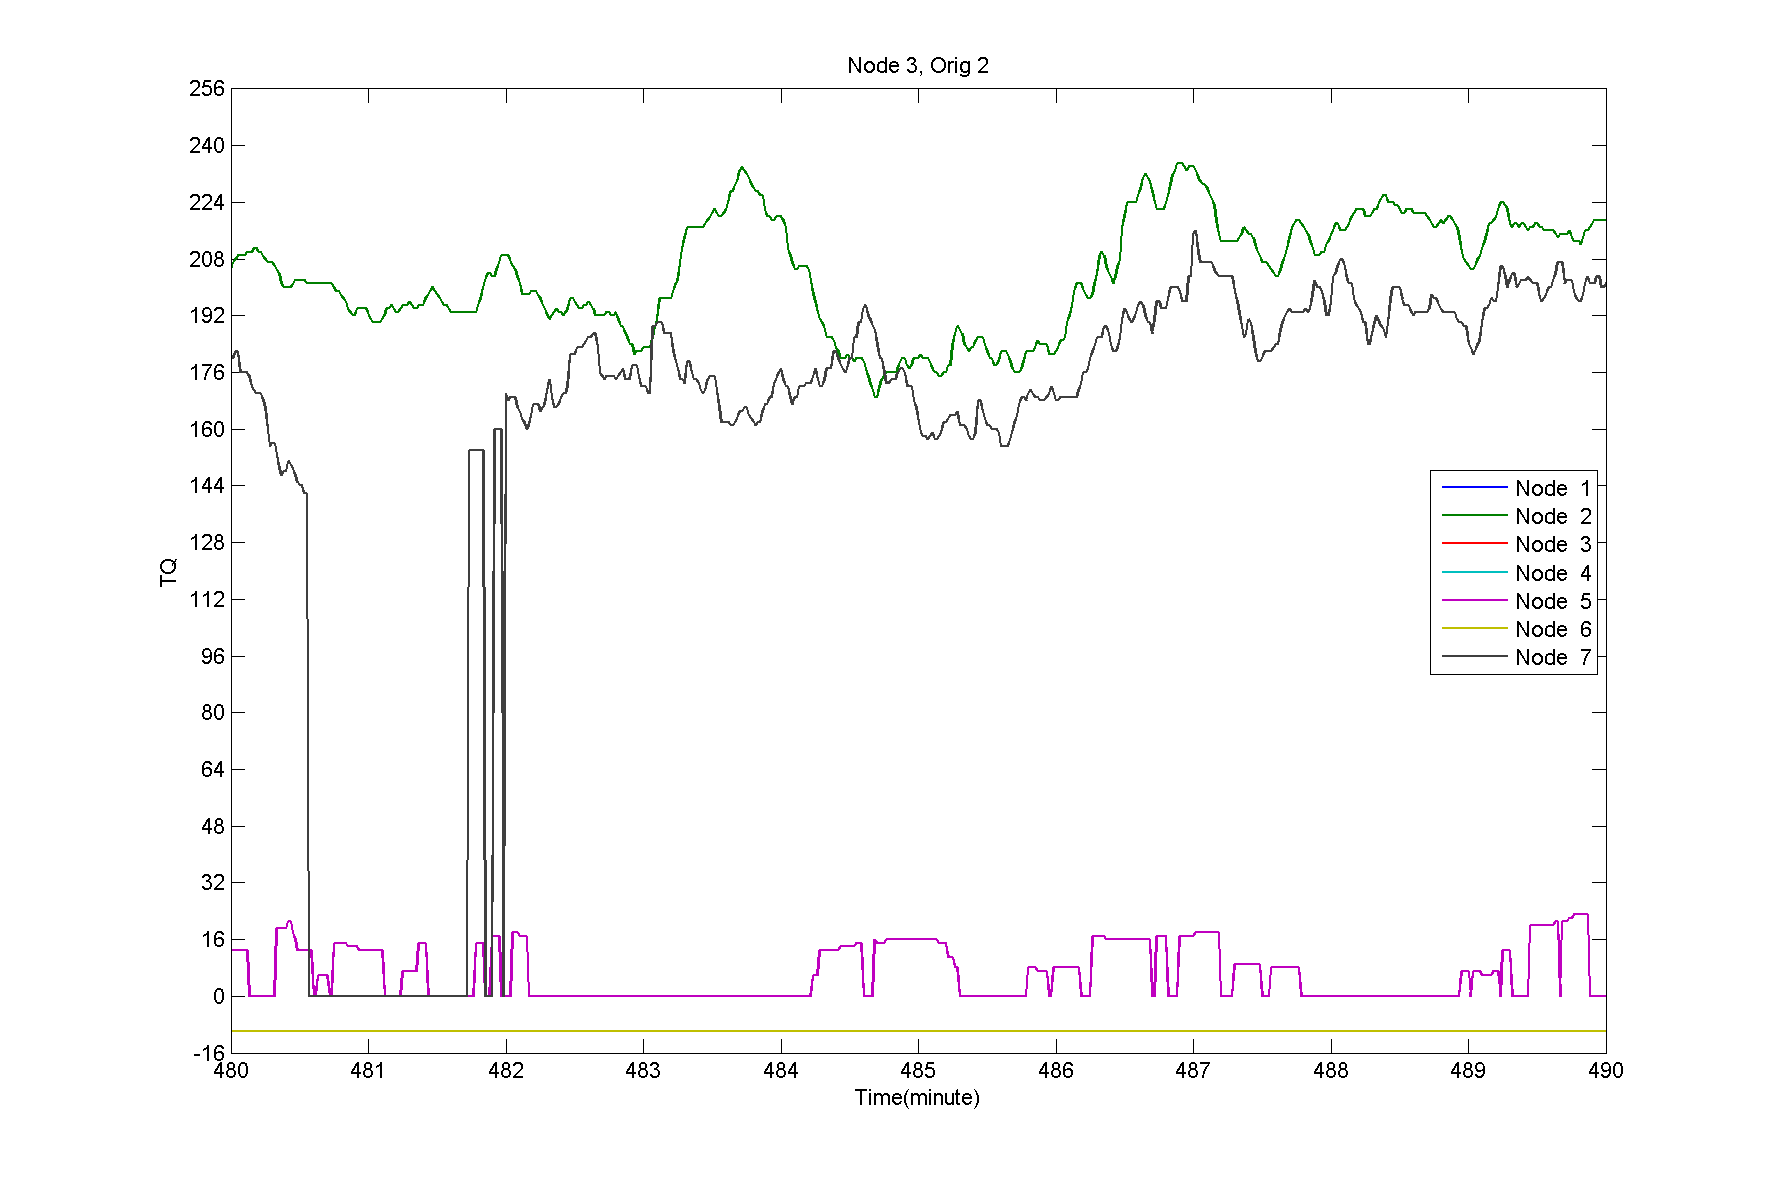 Node 3, Orig 2
256
240
224
208
192
176
160
144
128
112
96
80
64
48
32
16
0
-16
TQ
Node 1
Node 2
Node 3
Node 4
Node 5
Node 6
Node 7
480 481 482 483 484 485 486 487 488 489 490
Time(minute)